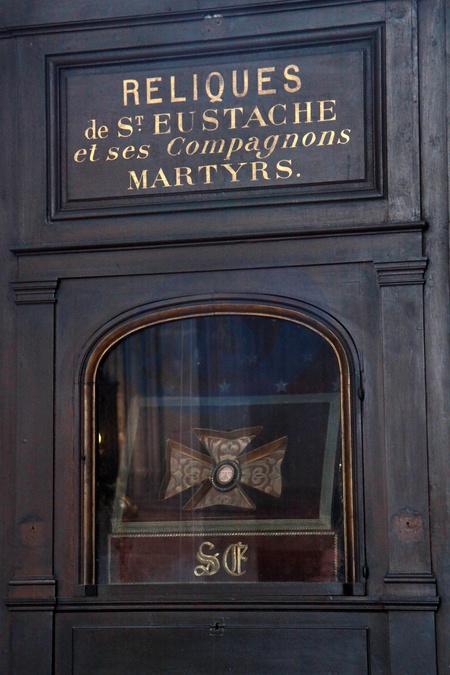 RELIQUES
de ST EUSTACHE
et ses Compagnons
MARTYRS.
SE